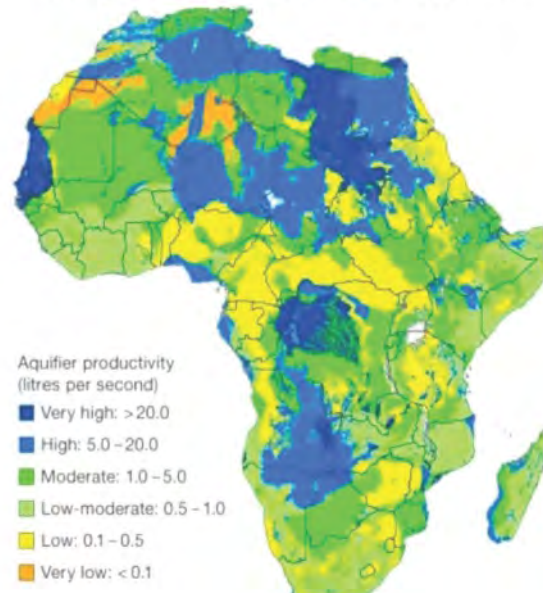 Aquifier productivity
(litres per second)
Very high: >20.0
High: 5.0–20.0
Moderate: 1.0–5.0
Low-moderate: 0.5–1.0
Low: 0.1–0.5
Very low: <0.1